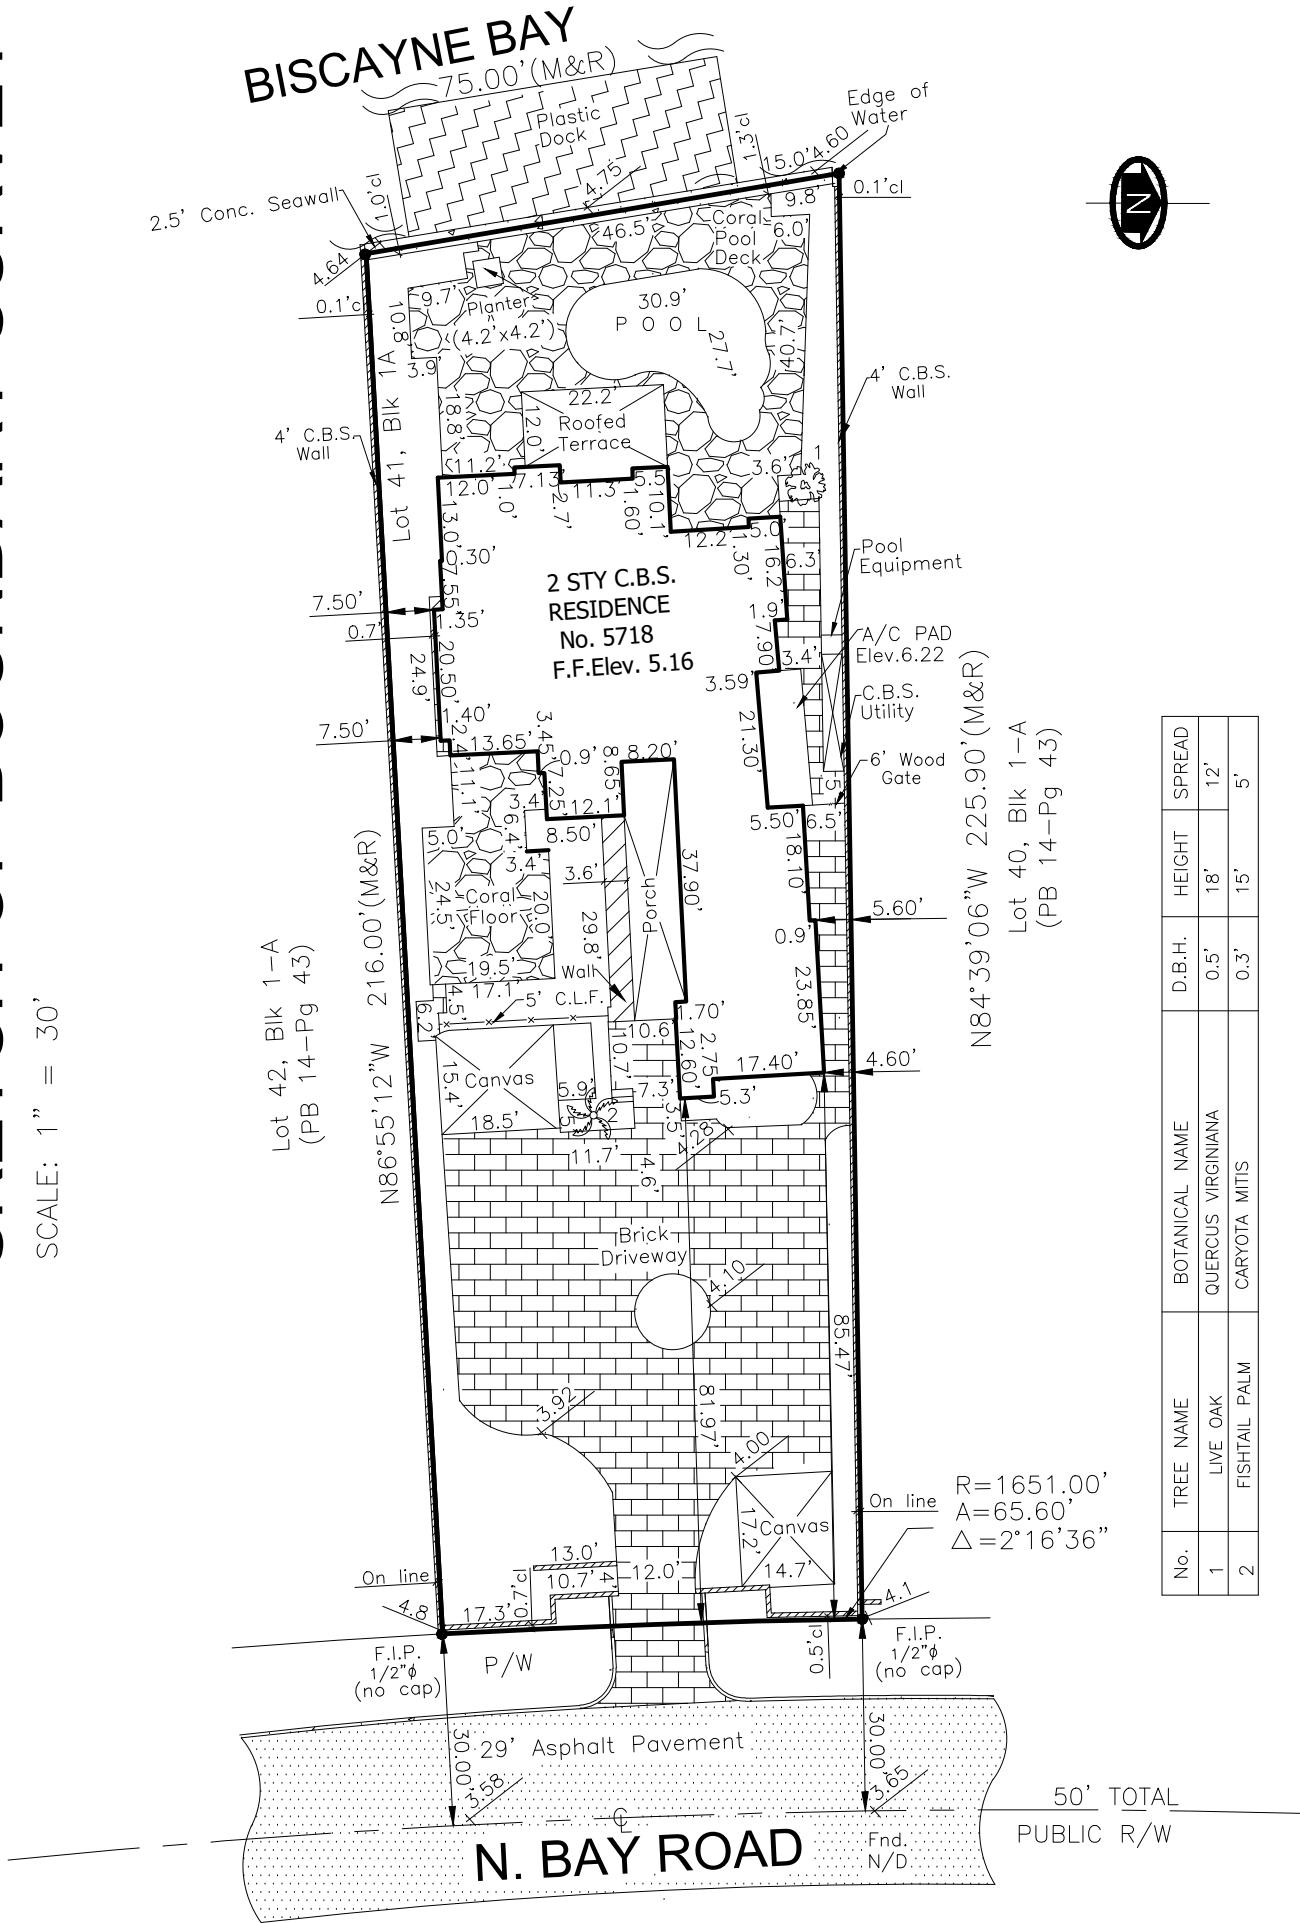 BISCAYNE BAY
75.00'(M&R)
Plastic
Dock
Edge of
Water
1.3'cl
15.0'
4.60
0.1'cl
9.8'
6.0'
2.5' Conc. Seawall
1.0'cl
4.75
46.5'
Coral
Pool
Deck
4.64
0.1'c
10.8'
9.7'
Planter
(4.2'x4.2')
30.9'
POOL
27.7'
40.7'
N
3.9'
18.8'
22.2'
12.0'
Roofed
Terrace
4' C.B.S.
Wall
4' C.B.S.
Wall
Lot 41, Blk 1A
11.2'
12.0'
1.0'
7.13'
2.7'
11.3'
5.5'
1.60'
10.1'
3.6'
1
12.2'
1.30'
5.0'
16.2'
6.3'
13.0'
0.30'
7.55'
Pool
Equipment
2 STY C.B.S.
RESIDENCE
No. 5718
F.F.Elev. 5.16
7.50'
0.7'
1.35'
20.50'
24.9'
1.9'
7.90'
3.4'
3.59'
21.30'
A/C PAD
Elev.6.22
C.B.S.
Utility
6' Wood
Gate
7.50'
1.40'
2.4'
13.65'
3.45'
0.9'
7.25'
8.65'
8.20'
12.1'
11.1'
3.4'
6.4'
8.50'
5.50'
6.5'
5'
18.10'
5.0'
24.5'
3.4'
20.0'
Coral
Floor
19.5'
3.6'
29.8'
Porch
37.90'
5.60'
0.9'
23.85'
Wall
17.1'
4.5'
6.2'
5' C.L.F.
1.70'
10.6'
12.60'
2.75'
17.40'
4.60'
10.7'
7.3'
5.3'
3.5'
4.28
15.4'
Canvas
18.5'
5.9'
5'
2
11.7'
4.6'
Brick
Driveway
4.10
85.47'
81.97'
3.92
4.00
Canvas
17.2'
14.7'
On line
R=1651.00'
A=65.60'
△=2°16'36"
On line
13.0'
10.7'
4'
12.0'
0.7'cl
17.3'
4.8
4.1
0.5'cl
F.I.P.
1/2"ϕ
(no cap)
P/W
F.I.P.
1/2"ϕ
(no cap)
30.00'
29' Asphalt Pavement
30.00'
3.58
3.65
℄
N. BAY ROAD
Fnd.
N/D
50' TOTAL
PUBLIC R/W
N86°55'12"W 216.00'(M&R)
Lot 42, Blk 1-A
(PB 14-Pg 43)
N84°39'06"W 225.90'(M&R)
Lot 40, Blk 1-A
(PB 14-Pg 43)
SCALE: 1" = 30'
No. TREE NAME BOTANICAL NAME D.B.H. HEIGHT SPREAD
1 LIVE OAK QUERCUS VIRGINIANA 0.5' 18' 12'
2 FISHTAIL PALM CARYOTA MITIS 0.3' 15' 5'